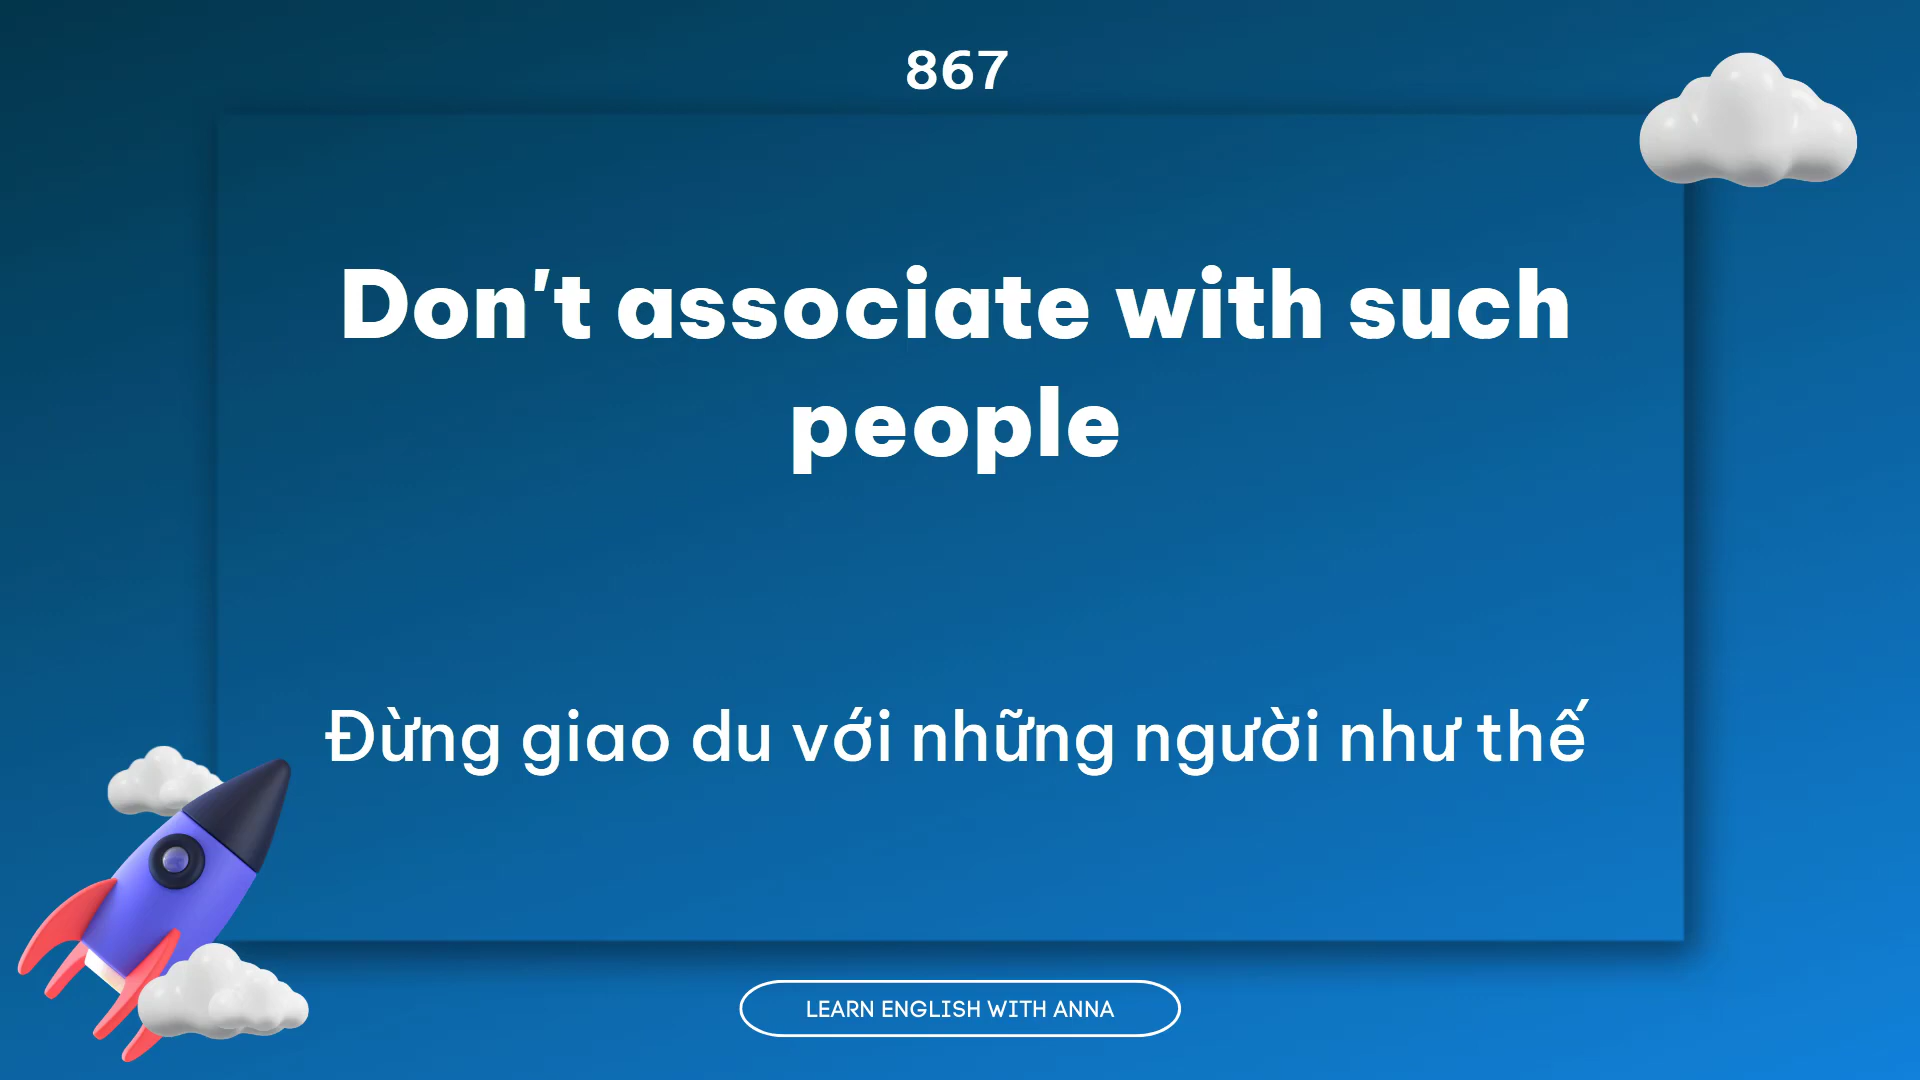 867
Don't associate with such
people
Đừng giao du với những người như thế
LEARN ENGLISH WITH ANNA